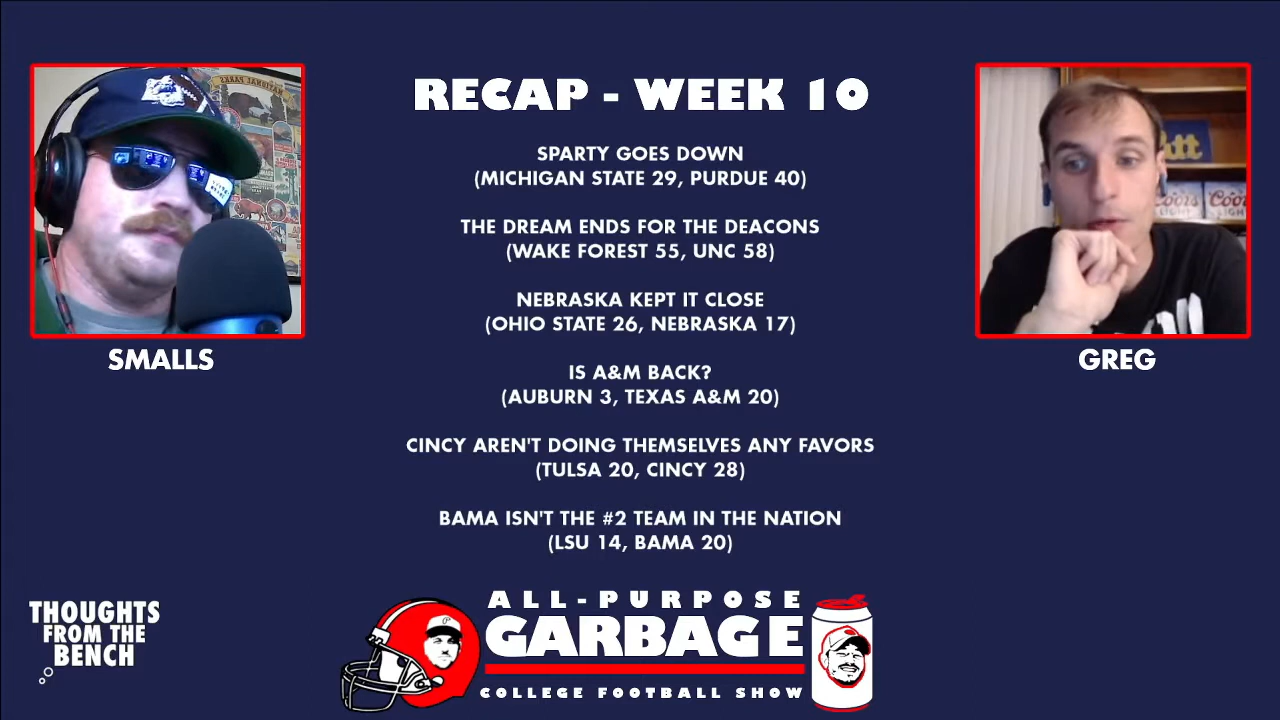 RECAP - WEEK 10
SPARTY GOES DOWN
(MICHIGAN STATE 29, PURDUE 40)
THE DREAM ENDS FOR THE DEACONS
(WAKE FOREST 55, UNC 58)
NEBRASKA KEPT IT CLOSE
(OHIO STATE 26, NEBRASKA 17)
IS A&M BACK?
(AUBURN 3, TEXAS A&M 20)
CINCY AREN'T DOING THEMSELVES ANY FAVORS
(TULSA 20, CINCY 28)
BAMA ISN'T THE #2 TEAM IN THE NATION
(LSU 14, BAMA 20)
SMALLS
GREG
Coors
LIGHT
THOUGHTS
FROM THE
BENCH
ALL-PURPOSE
GARBAGE
COLLEGE FOOTBALL SHOW